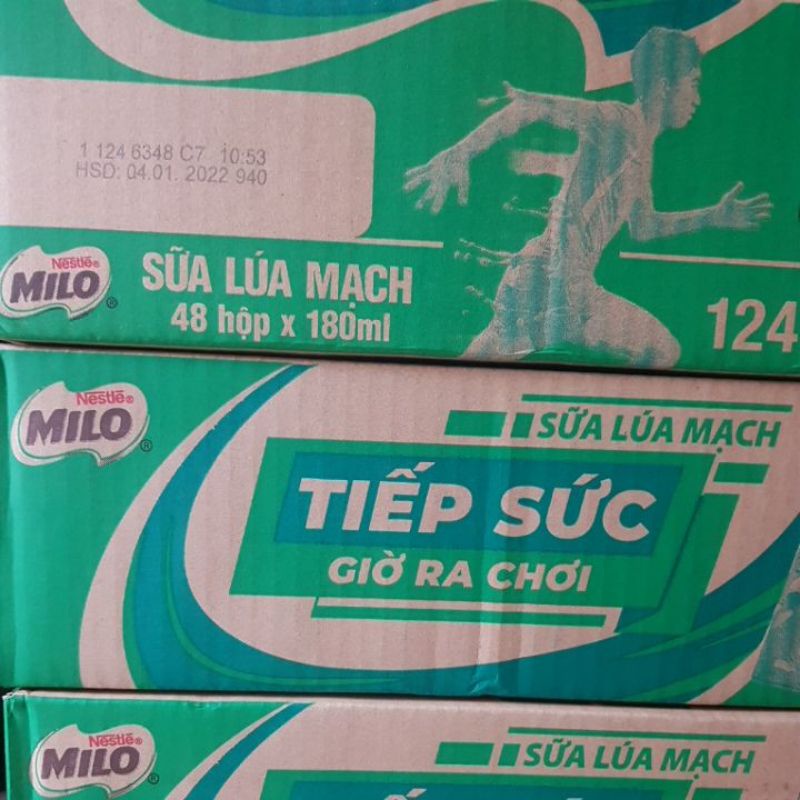 1 124 6348 C7 10:53
HSD: 04.01. 2022 940
Nestlé®
MILO®
SỮA LÚA MẠCH
48 hộp x 180ml
124
Nestlé®
MILO®
SỮA LÚA MẠCH
TIẾP SỨC
GIỜ RA CHƠI
Nestlé®
MILO®
SỮA LÚA MẠCH